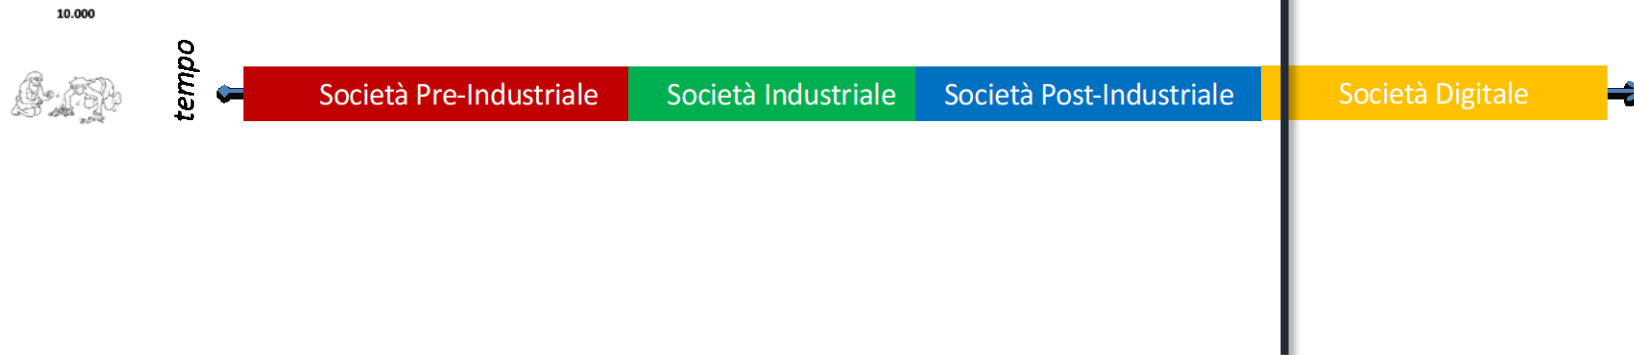 10.000
tempo
Società Pre-Industriale
Società Industriale
Società Post-Industriale
Società Digitale